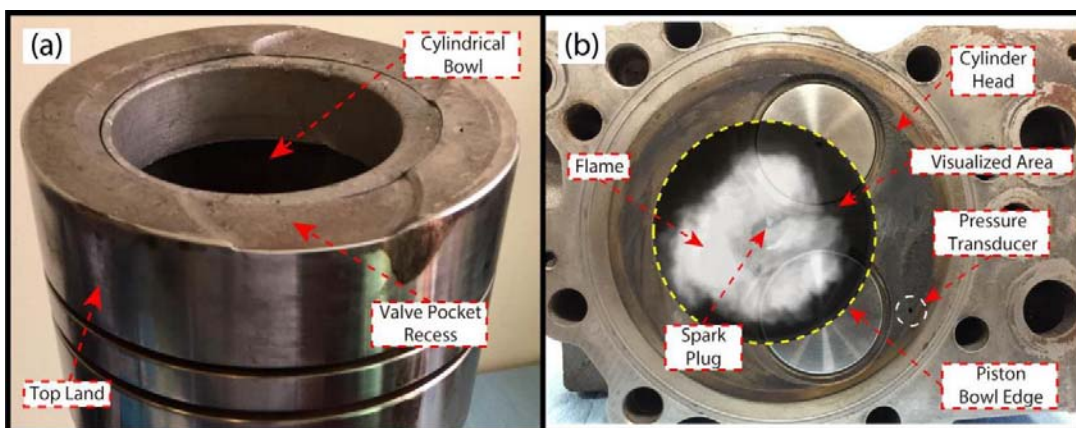 (a)
Cylindrical
Bowl
Valve Pocket
Recess
Top Land
(b)
Cylinder
Head
Flame
Visualized Area
Pressure
Transducer
Spark
Plug
Piston
Bowl Edge